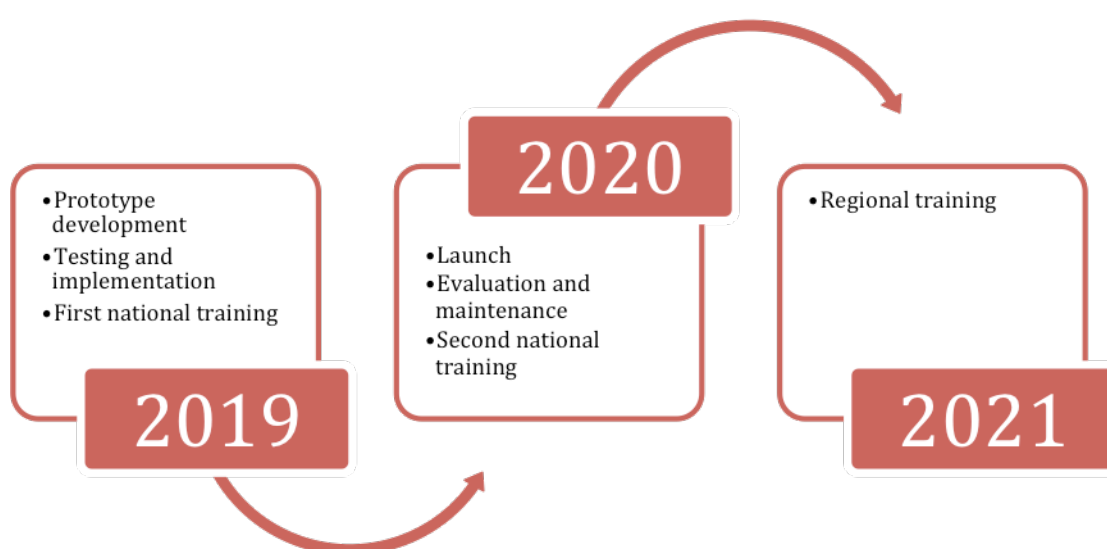 •Prototype
development
•Testing and
implementation
•First national training
2019
2020
•Launch
•Evaluation and
maintenance
•Second national
training
•Regional training
2021